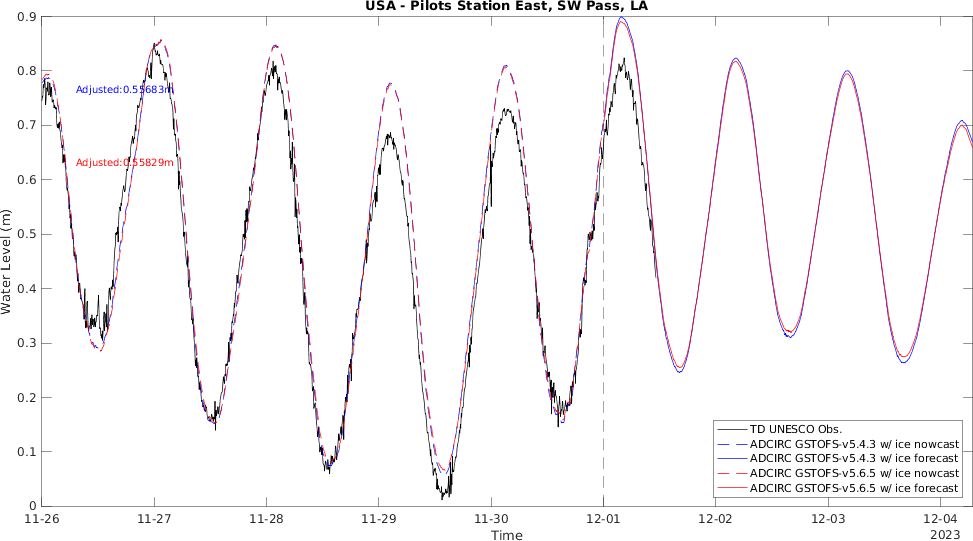 USA - Pilots Station East, SW Pass, LA
0.9
0.8
0.7
0.6
0.5
0.4
0.3
0.2
0.1
0
Water Level (m)
Adjusted:0.55683m
Adjusted:0.55829m
TD UNESCO Obs.
ADCIRC GSTOFS-v5.4.3 w/ ice nowcast
ADCIRC GSTOFS-v5.4.3 w/ ice forecast
ADCIRC GSTOFS-v5.6.5 w/ ice nowcast
ADCIRC GSTOFS-v5.6.5 w/ ice forecast
11-26 11-27 11-28 11-29 11-30 12-01 12-02 12-03 12-04
Time
2023